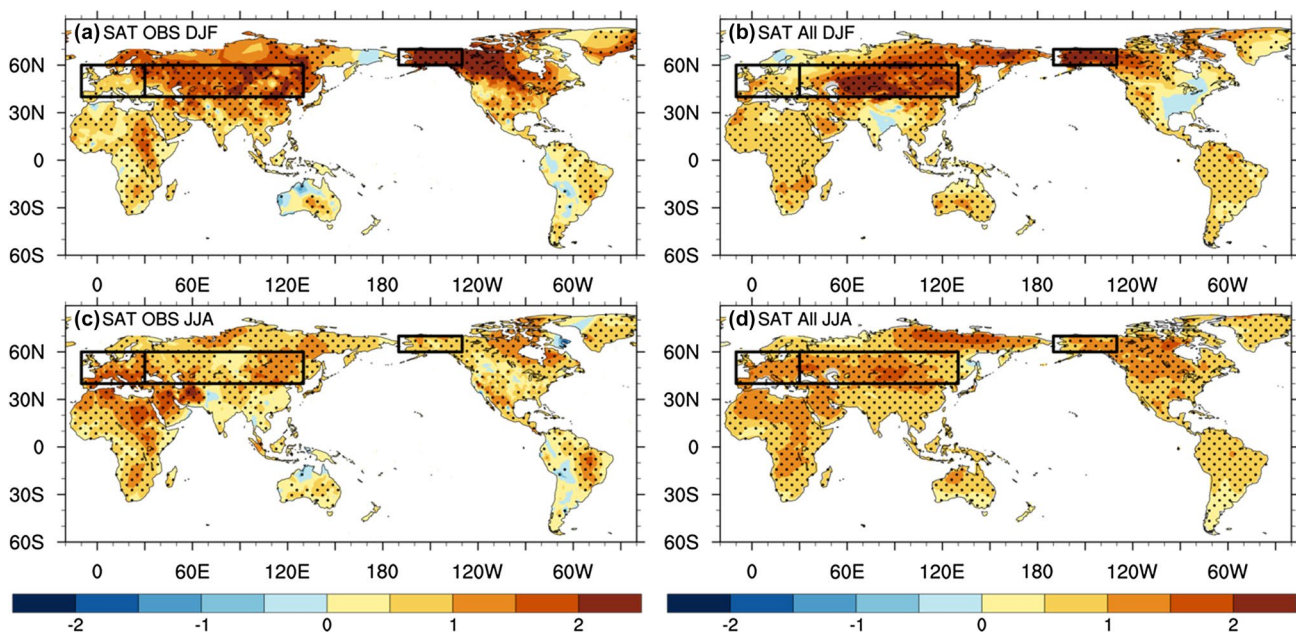 (a) SAT OBS DJF
60N
30N
0
30S
60S
0 60E 120E 180 120W 60W
(b) SAT All DJF
60N
30N
0
30S
60S
0 60E 120E 180 120W 60W
(c) SAT OBS JJA
60N
30N
0
30S
60S
0 60E 120E 180 120W 60W
(d) SAT All JJA
60N
30N
0
30S
60S
0 60E 120E 180 120W 60W
-2 -1 0 1 2
-2 -1 0 1 2